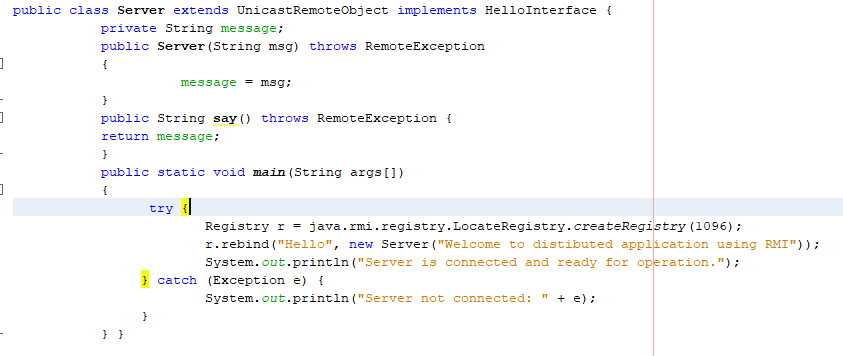 public class Server extends UnicastRemoteObject implements HelloInterface {
private String message;
public Server(String msg) throws RemoteException
{
message = msg;
}
public String say() throws RemoteException {
return message;
}
public static void main(String args[])
{
try {
Registry r = java.rmi.registry.LocateRegistry.createRegistry(1096);
r.rebind("Hello", new Server("Welcome to distibuted application using RMI"));
System.out.println("Server is connected and ready for operation.");
} catch (Exception e) {
System.out.println("Server not connected: " + e);
}
} }